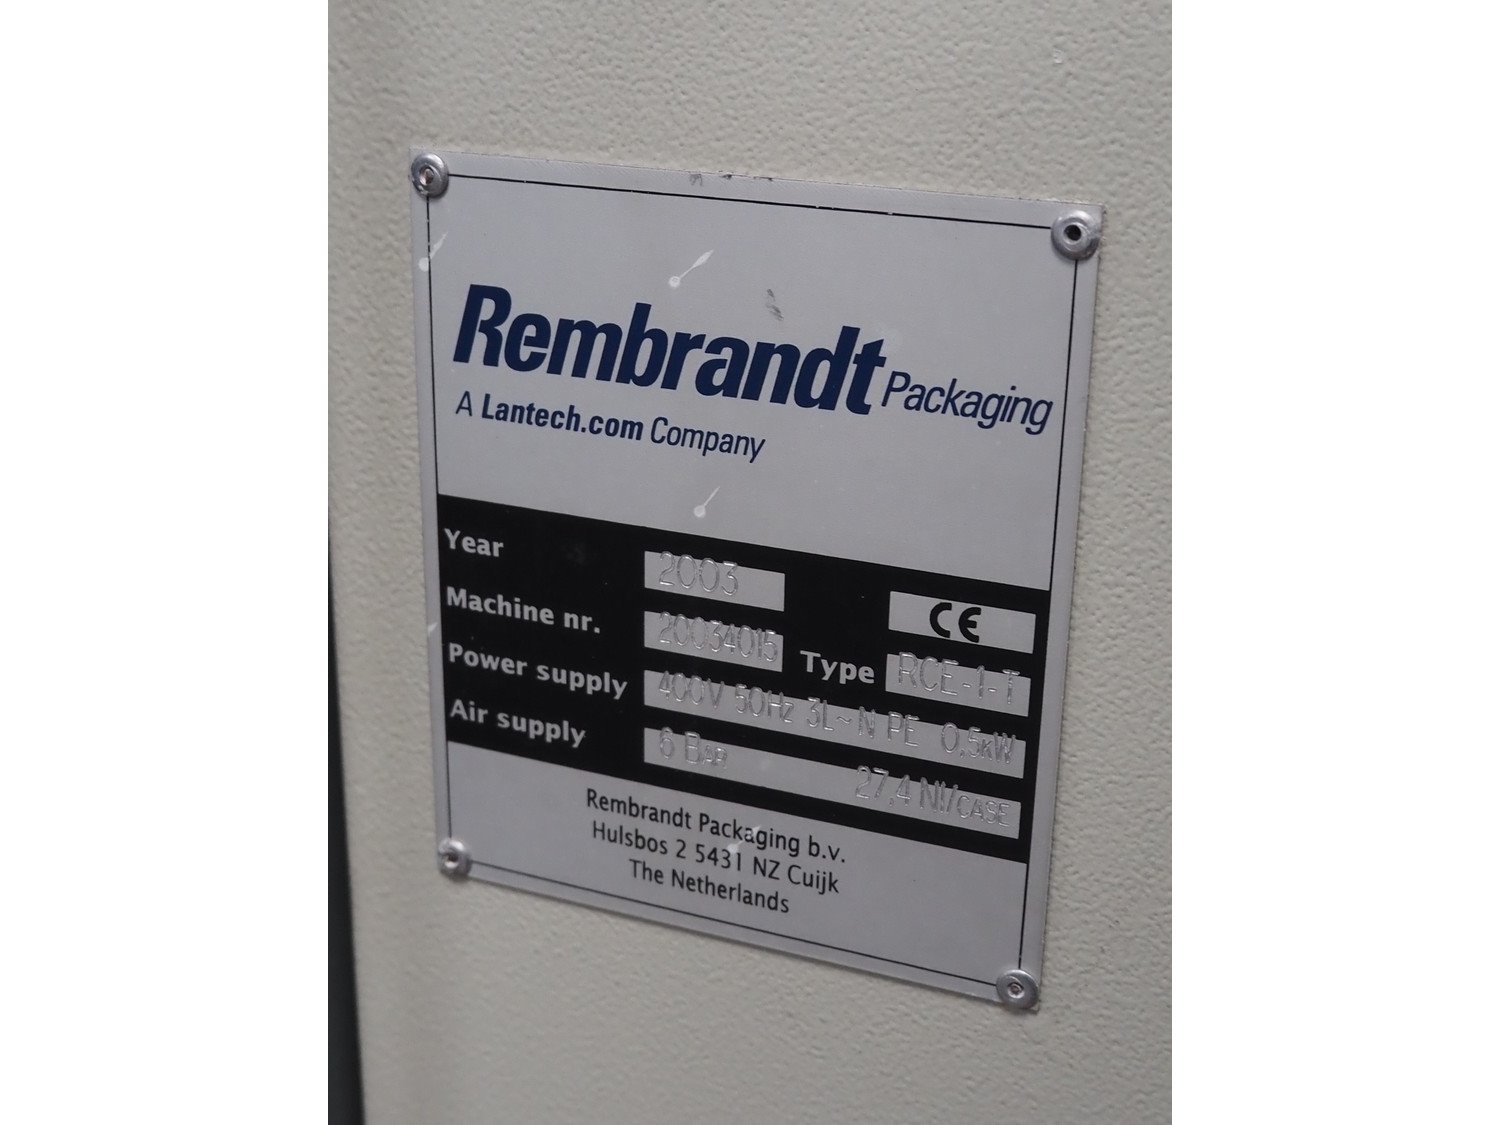 Rembrandt Packaging
A Lantech.com Company
Year 2003 CE
Machine nr. 20034015 Type RCE-1-T
Power supply 400V 50Hz 3L~N PE 0,5KW
Air supply 6 BAR 27,4 Nl/CASE
Rembrandt Packaging b.v.
Hulsbos 2 5431 NZ Cuijk
The Netherlands